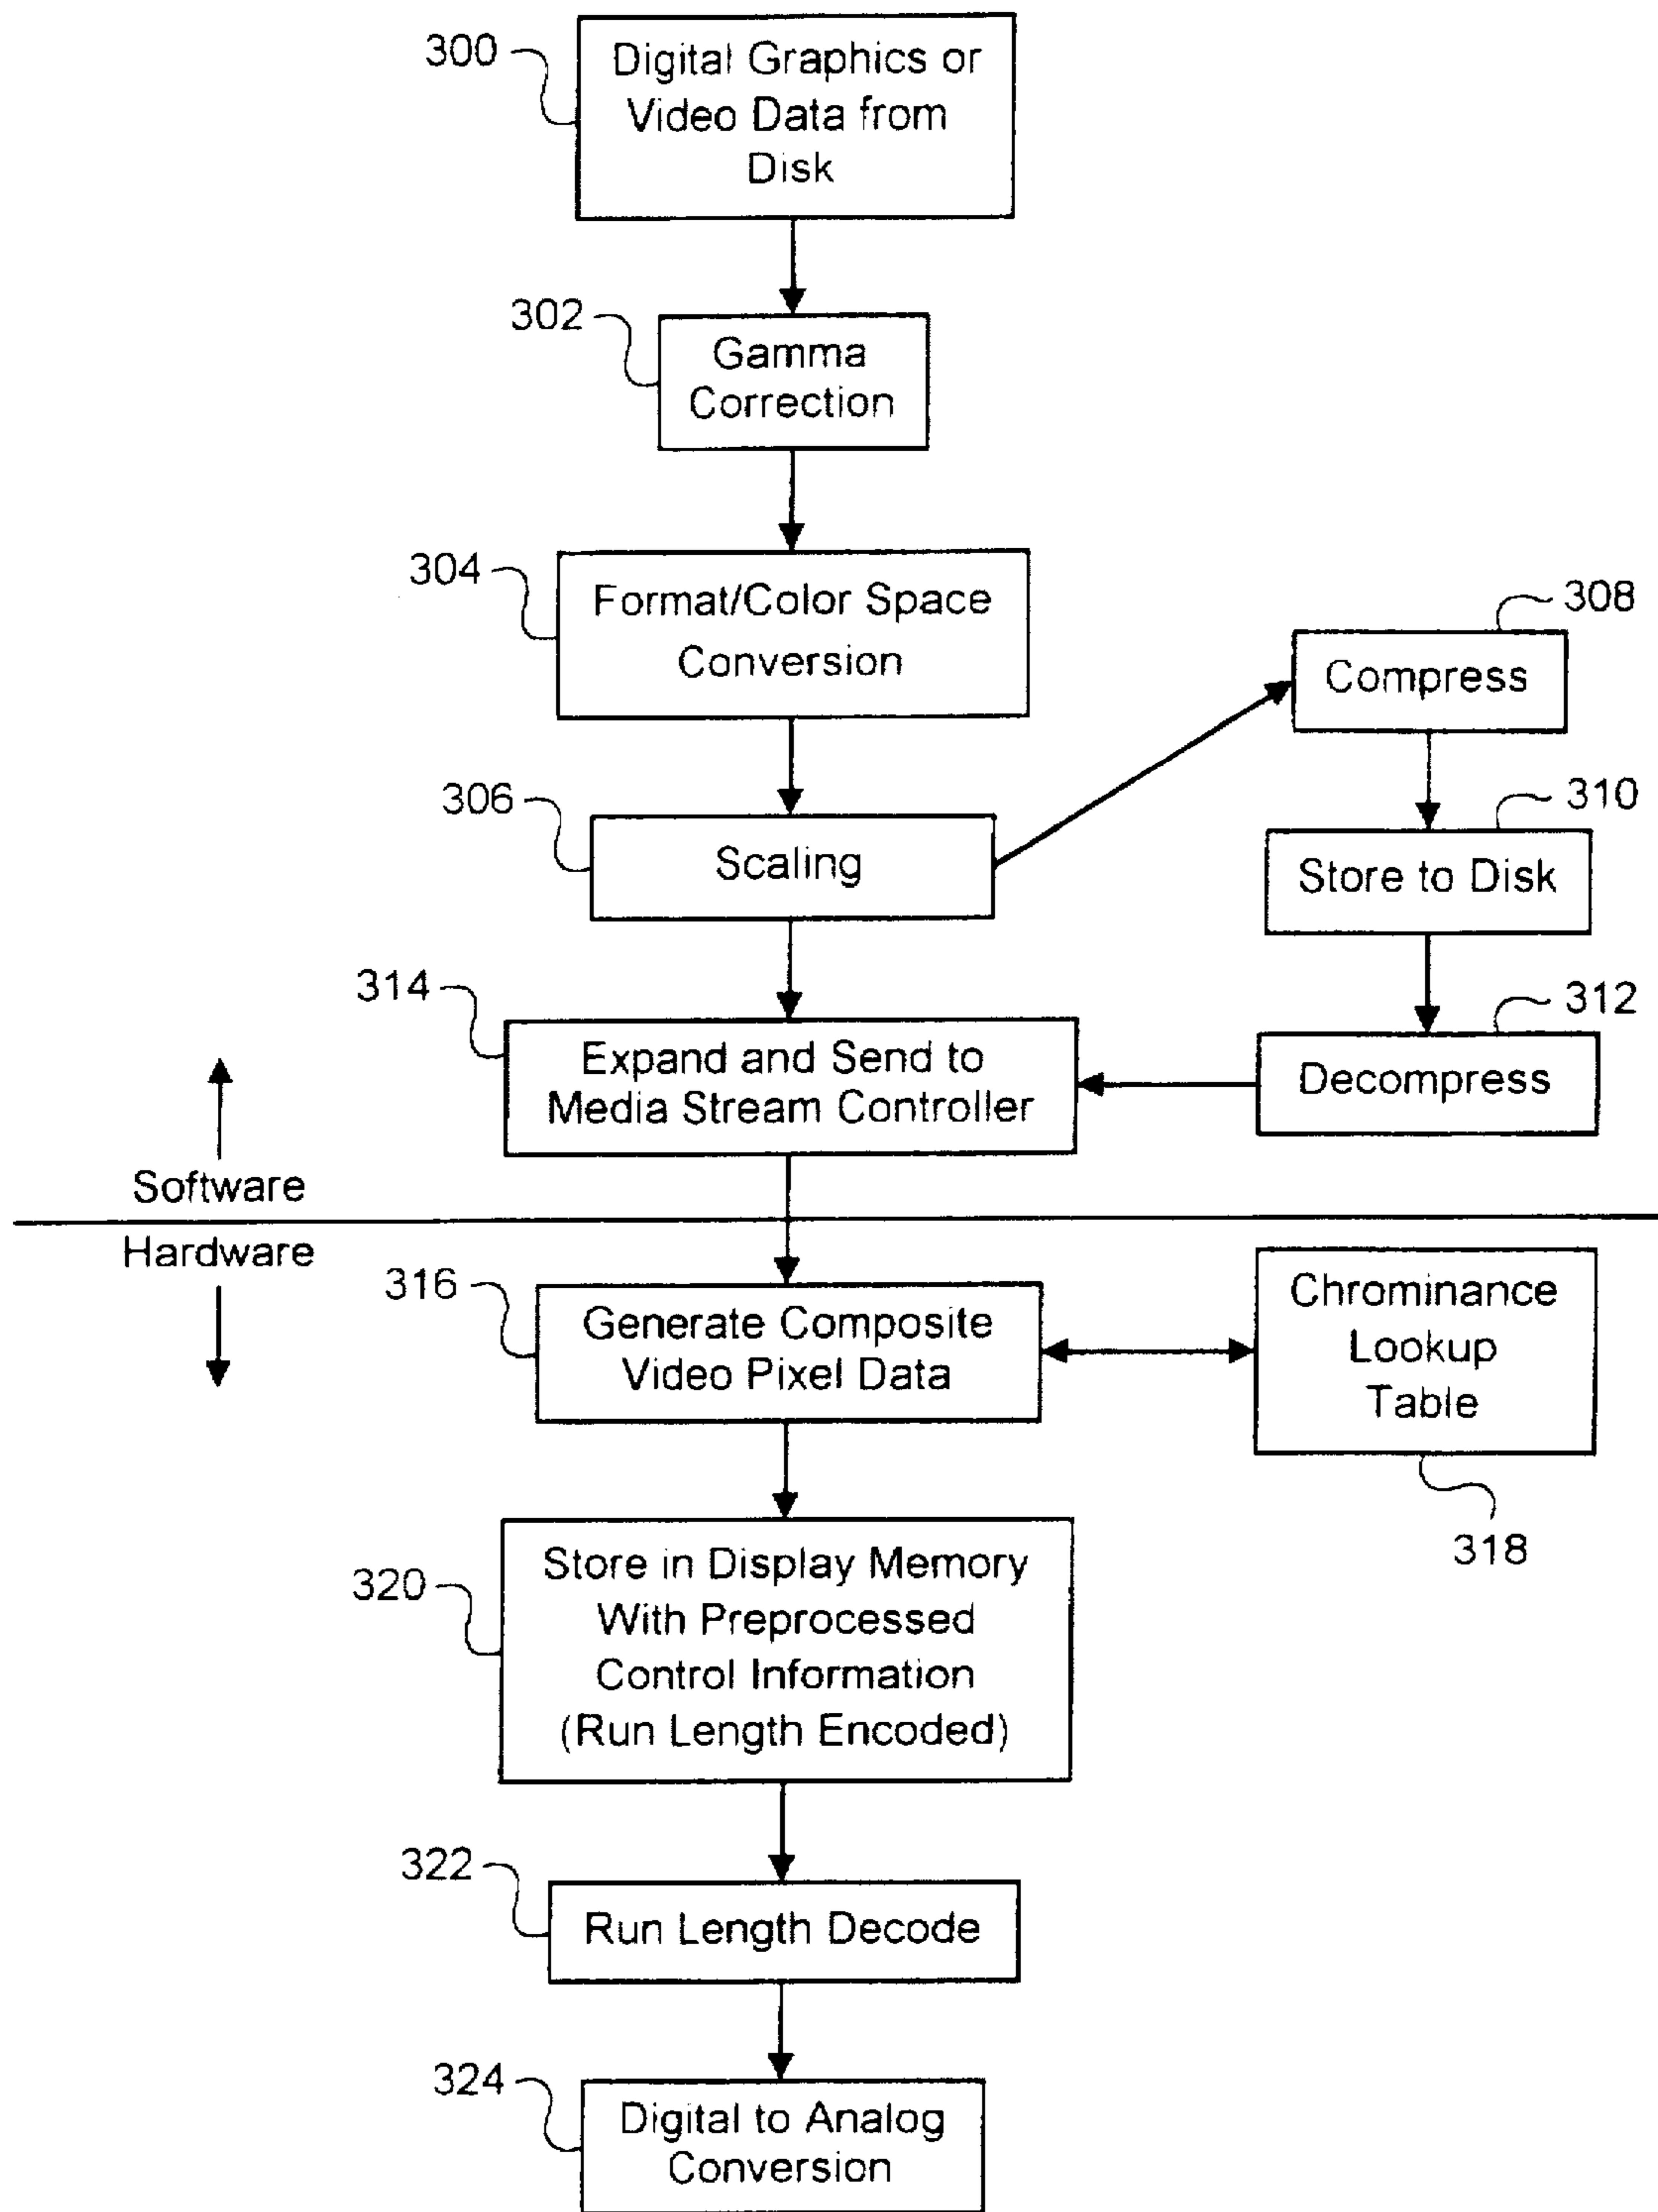 300
Digital Graphics or
Video Data from
Disk
302
Gamma
Correction
304
Format/Color Space
Conversion
308
Compress
306
Scaling
310
Store to Disk
314
Expand and Send to
Media Stream Controller
312
Decompress
Software
Hardware
316
Generate Composite
Video Pixel Data
Chrominance
Lookup
Table
318
320
Store in Display Memory
With Preprocessed
Control Information
(Run Length Encoded)
322
Run Length Decode
324
Digital to Analog
Conversion